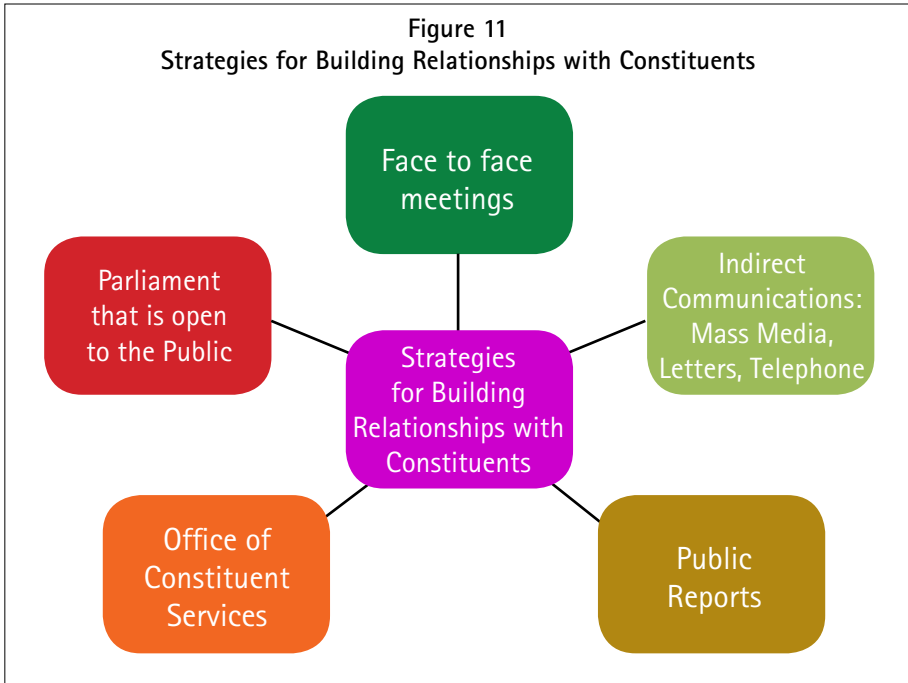 Figure 11
Strategies for Building Relationships with Constituents
Face to face
meetings
Parliament
that is open
to the Public
Indirect
Communications:
Mass Media,
Letters, Telephone
Strategies
for Building
Relationships with
Constituents
Office of
Constituent
Services
Public
Reports